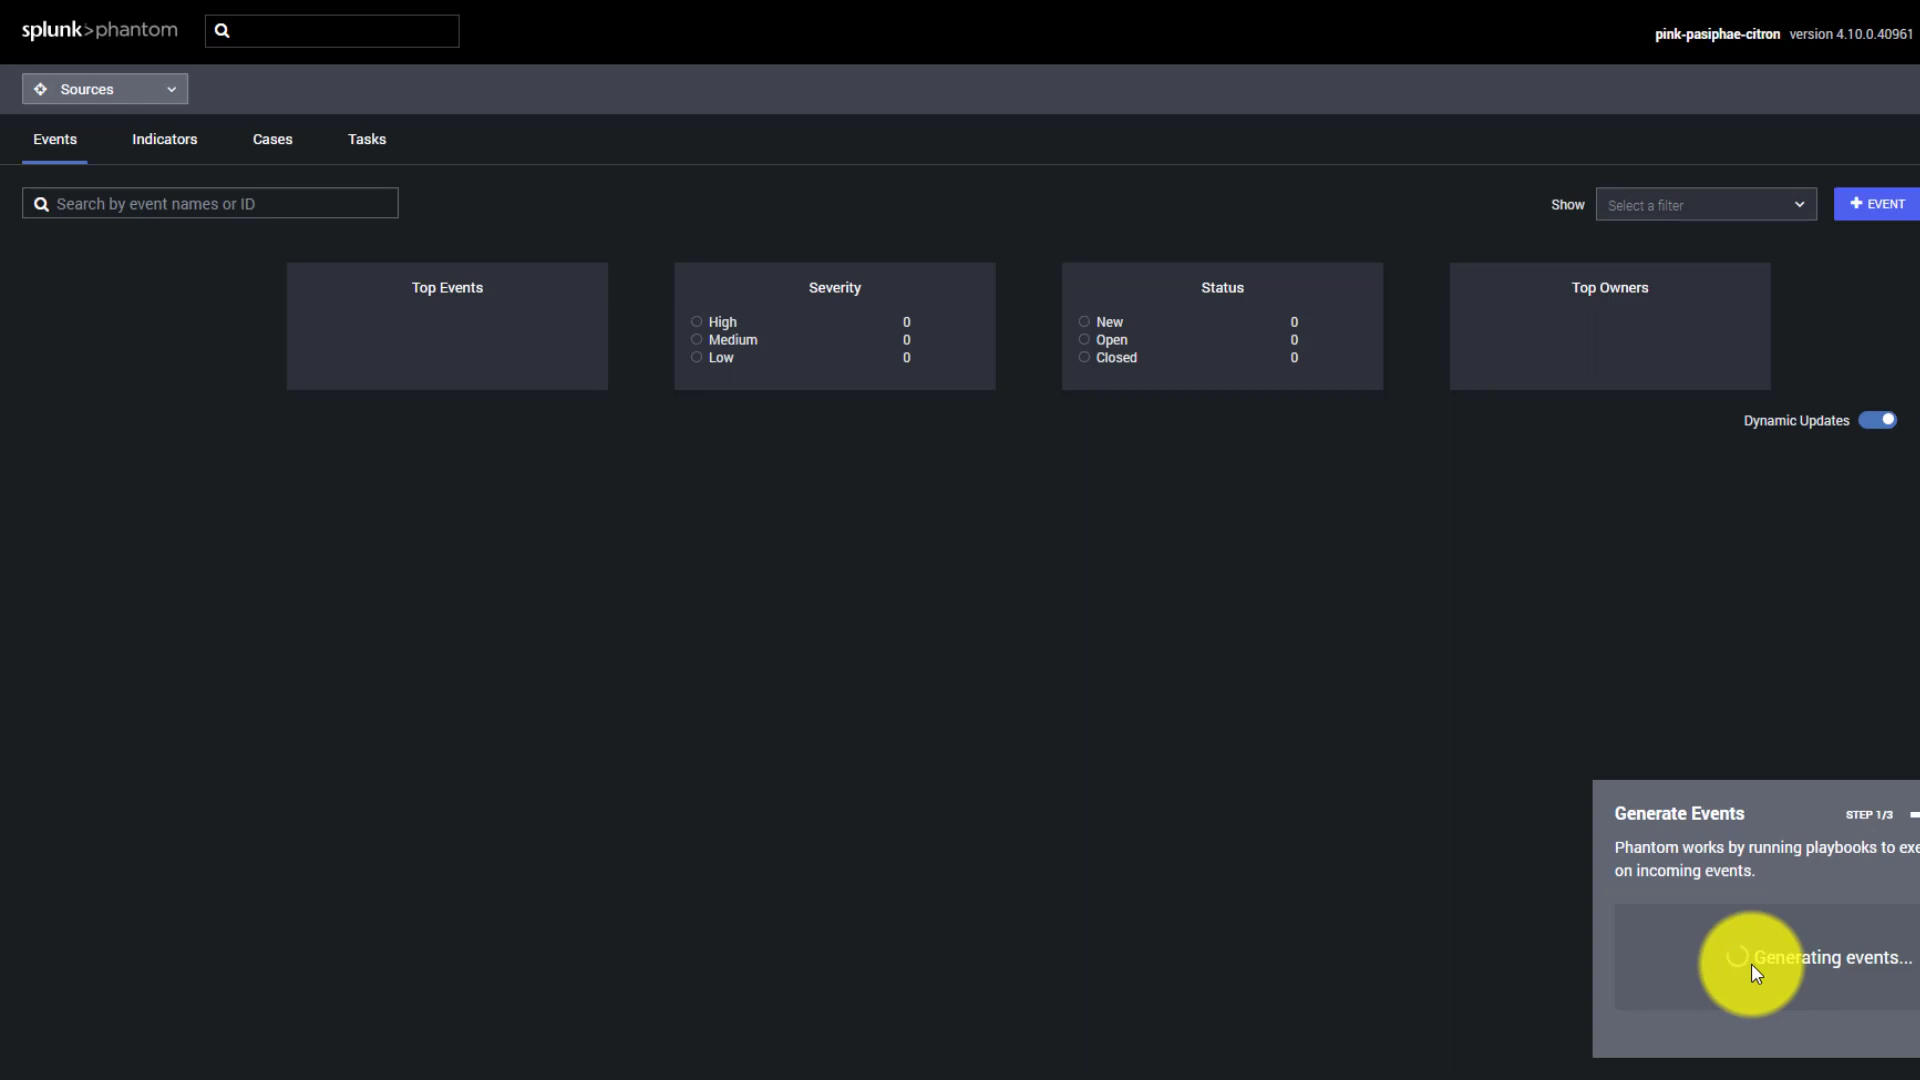 splunk>phantom
pink-pasiphae-citron version 4.10.0.40961
Sources
Events Indicators Cases Tasks
Search by event names or ID
Show Select a filter EVENT
Top Events
Severity
High 0
Medium 0
Low 0
Status
New 0
Open 0
Closed 0
Top Owners
Dynamic Updates
Generate Events STEP 1/3
Phantom works by running playbooks to exe
on incoming events.
Generating events...